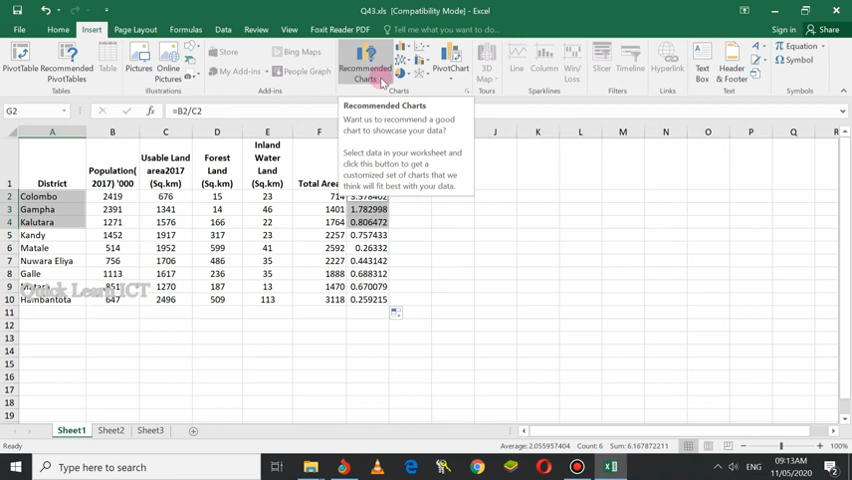 Q43.xls [Compatibility Mode] - Excel
File Home Insert Page Layout Formulas Data Review View Foxit Reader PDF Tell me what you want to do... Sign in Share
PivotTable
Recommended
PivotTables
Table
Pictures
Online
Pictures
Illustrations
Store
My Add-ins
Bing Maps
People Graph
Add-ins
Recommended
Charts
PivotChart
Charts
3D
Map
Tours
Line Column Win/Loss
Sparklines
Slicer Timeline
Filters
Hyperlink
Links
Text
Box
Header
& Footer
Text
Equation
Symbol
Symbols
G2 fx =B2/C2
Recommended Charts
Want us to recommend a good
chart to showcase your data?
Select data in your worksheet and
click this button to get a
customized set of charts that we
think will fit best with your data.
A B C D E F J K L M N O P Q R
1 District Population( 2017) '000 Usable Land area2017 (Sq.km) Forest Land (Sq.km) Inland Water Land (Sq.km) Total Area
2 Colombo 2419 676 15 23 714 3.578402
3 Gampha 2391 1341 14 46 1401 1.782998
4 Kalutara 1271 1576 166 22 1764 0.806472
5 Kandy 1452 1917 317 23 2257 0.757433
6 Matale 514 1952 599 41 2592 0.26332
7 Nuwara Eliya 756 1706 486 35 2227 0.443142
8 Galle 1113 1617 236 35 1888 0.688312
9 Matara 851 1270 187 13 1470 0.670079
10 Hambantota 647 2496 509 113 3118 0.259215
Quick Learn ICT
11
12
13
14
15
16
17
18
19
Sheet1 Sheet2 Sheet3
Ready Average: 2.055957404 Count: 6 Sum: 6.167872211 100%
Type here to search
ENG
09:13AM
11/05/2020
2